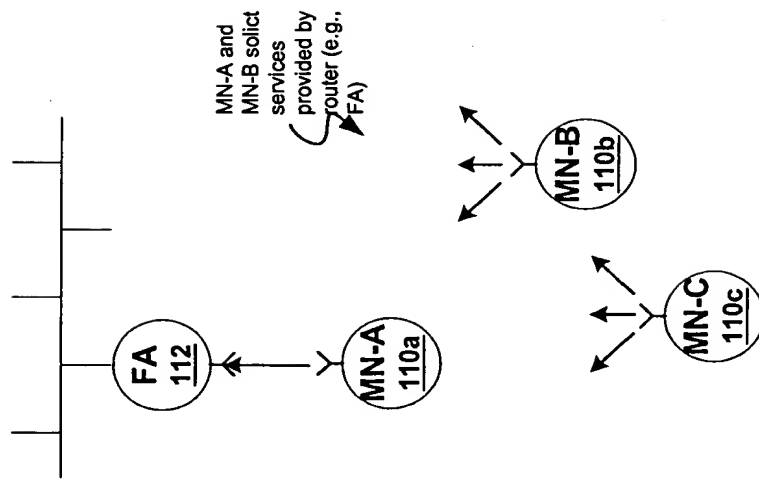 MN-A and
MN-B solict
services
provided by
router (e.g.,
FA)
FA
112
MN-A
110a
MN-B
110b
MN-C
110c